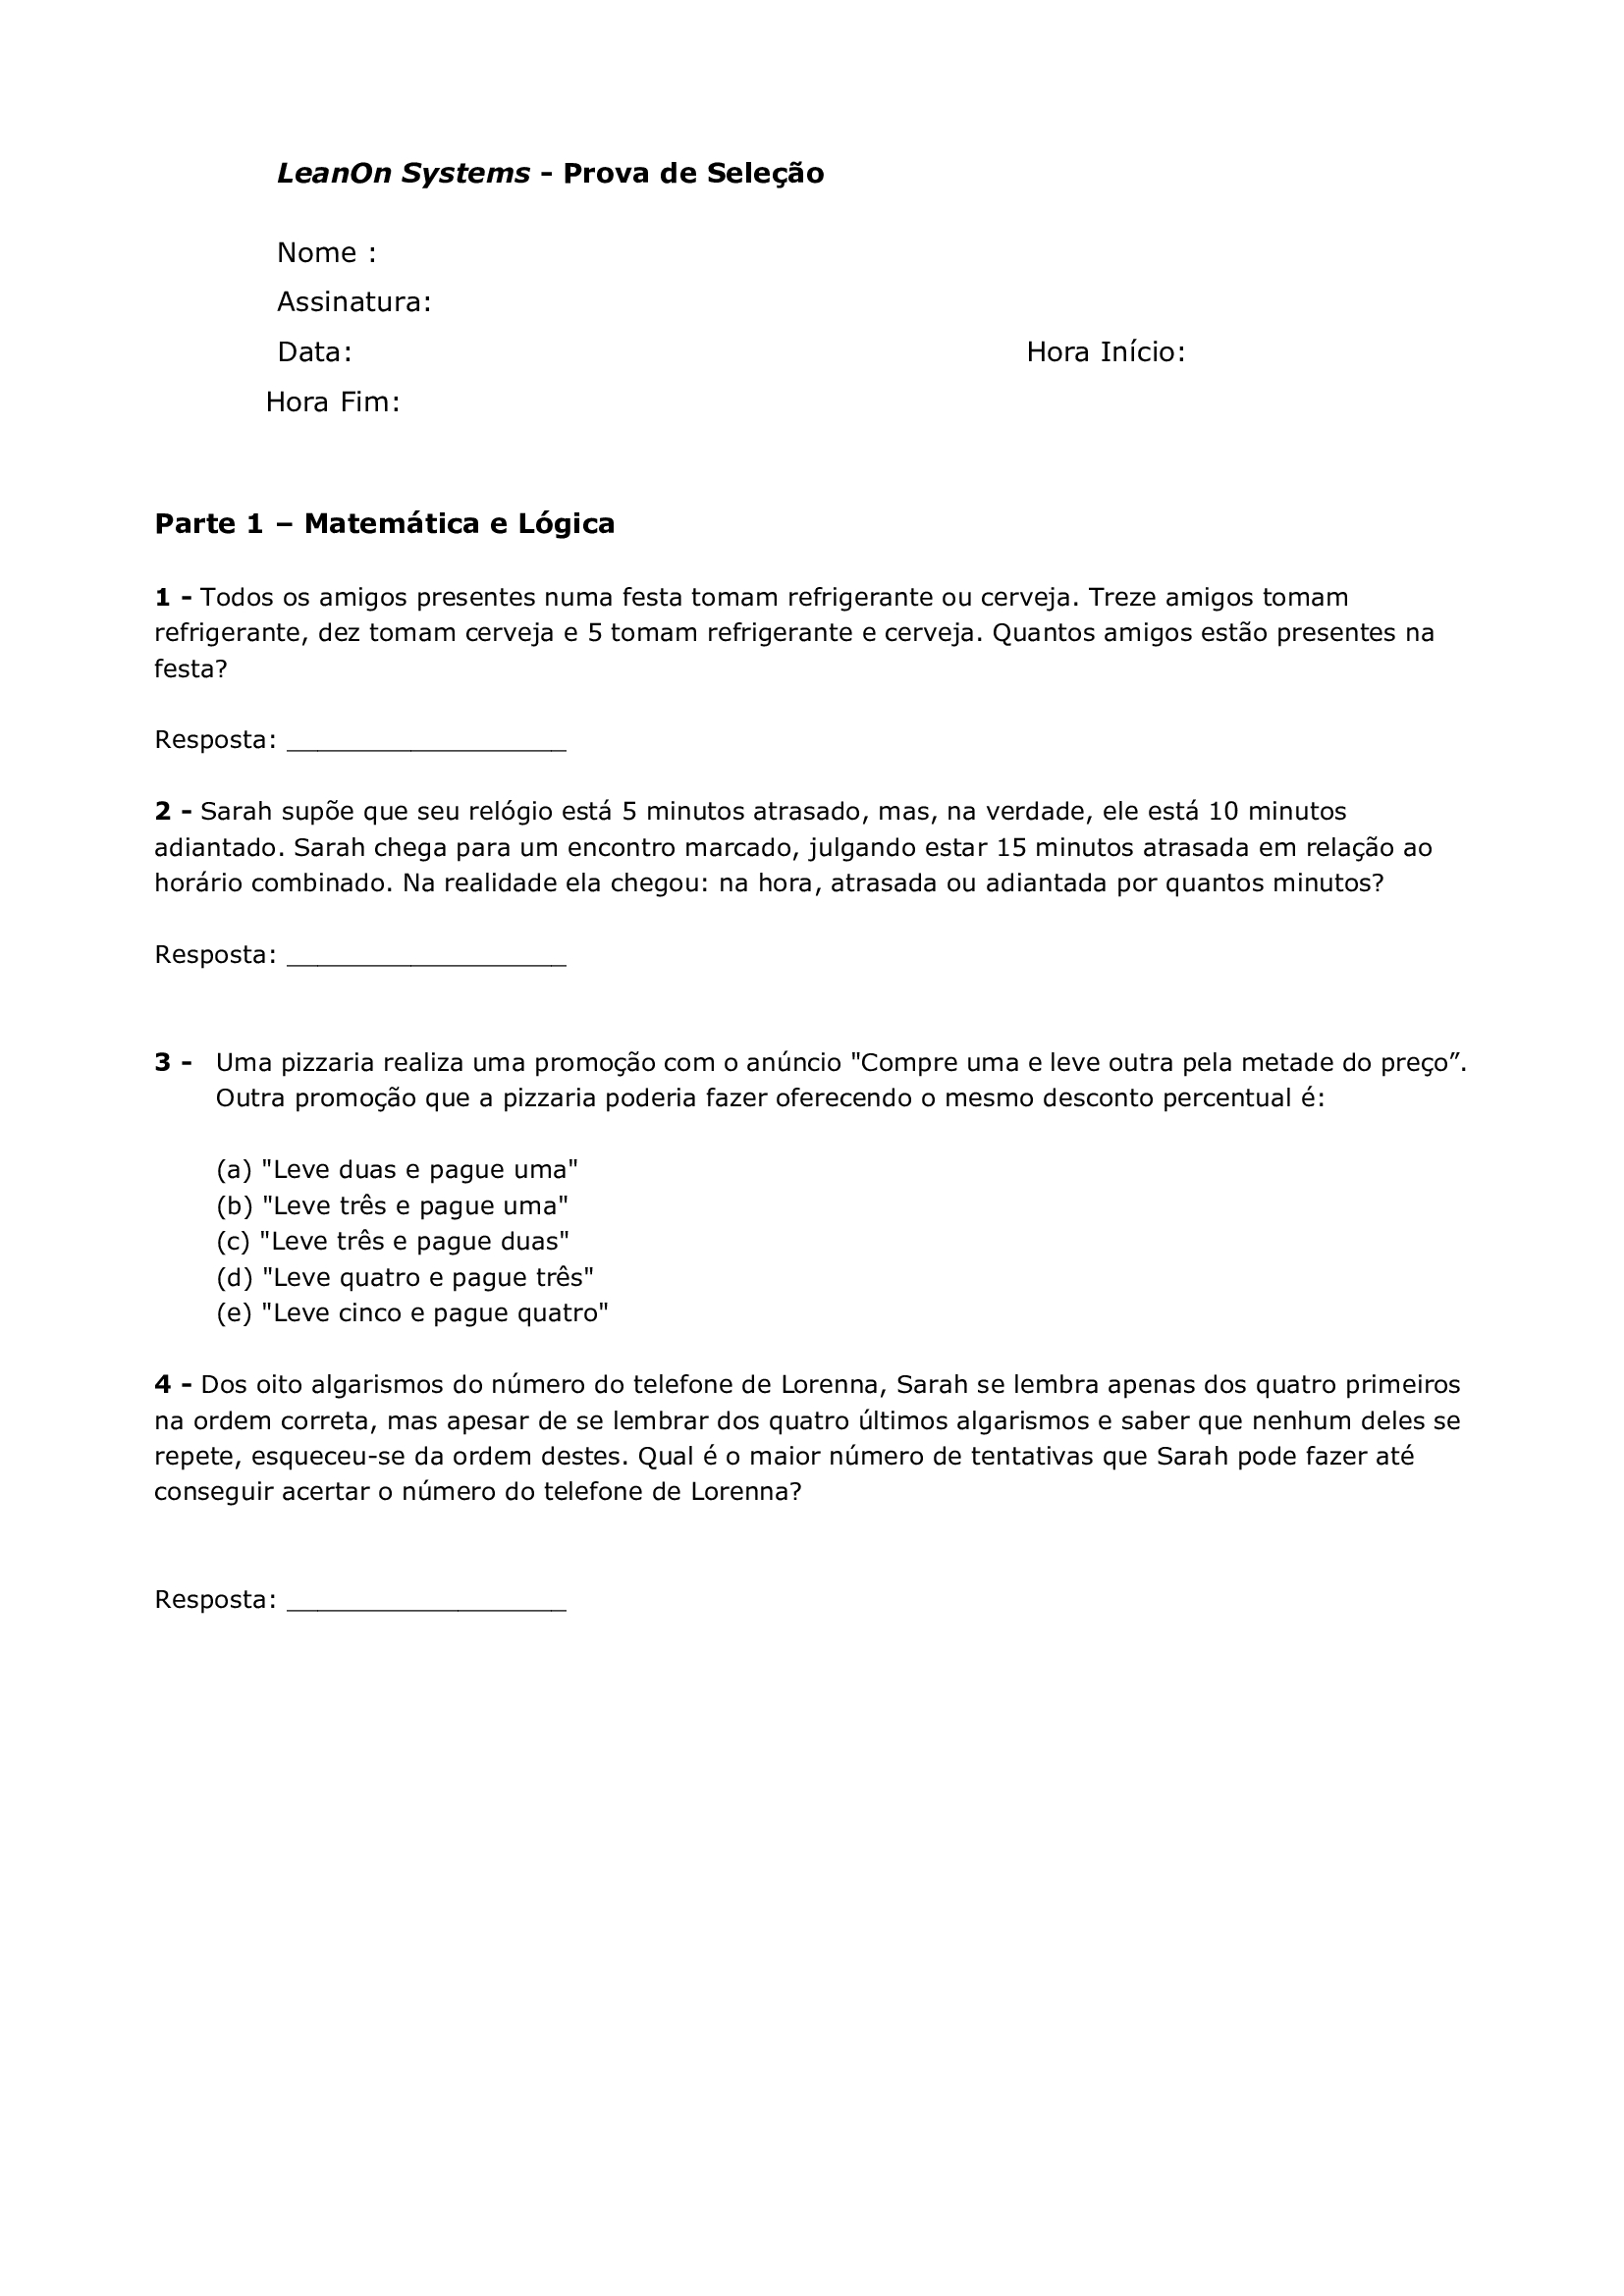 LeanOn Systems - Prova de Seleção
Nome :
Assinatura:
Data: Hora Início:
Hora Fim:
Parte 1 – Matemática e Lógica
1 - Todos os amigos presentes numa festa tomam refrigerante ou cerveja. Treze amigos tomam
refrigerante, dez tomam cerveja e 5 tomam refrigerante e cerveja. Quantos amigos estão presentes na
festa?
Resposta: ____________________
2 - Sarah supõe que seu relógio está 5 minutos atrasado, mas, na verdade, ele está 10 minutos
adiantado. Sarah chega para um encontro marcado, julgando estar 15 minutos atrasada em relação ao
horário combinado. Na realidade ela chegou: na hora, atrasada ou adiantada por quantos minutos?
Resposta: ____________________
3 - Uma pizzaria realiza uma promoção com o anúncio "Compre uma e leve outra pela metade do preço”.
Outra promoção que a pizzaria poderia fazer oferecendo o mesmo desconto percentual é:
(a) "Leve duas e pague uma"
(b) "Leve três e pague uma"
(c) "Leve três e pague duas"
(d) "Leve quatro e pague três"
(e) "Leve cinco e pague quatro"
4 - Dos oito algarismos do número do telefone de Lorenna, Sarah se lembra apenas dos quatro primeiros
na ordem correta, mas apesar de se lembrar dos quatro últimos algarismos e saber que nenhum deles se
repete, esqueceu-se da ordem destes. Qual é o maior número de tentativas que Sarah pode fazer até
conseguir acertar o número do telefone de Lorenna?
Resposta: ____________________